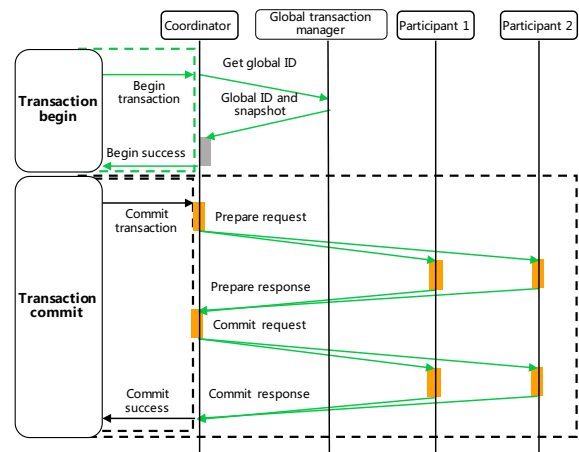 Coordinator
Global transaction
manager
Participant 1
Participant 2
Transaction
begin
Begin
transaction
Get global ID
Global ID and
snapshot
Begin success
Transaction
commit
Commit
transaction
Prepare request
Prepare response
Commit request
Commit
success
Commit response